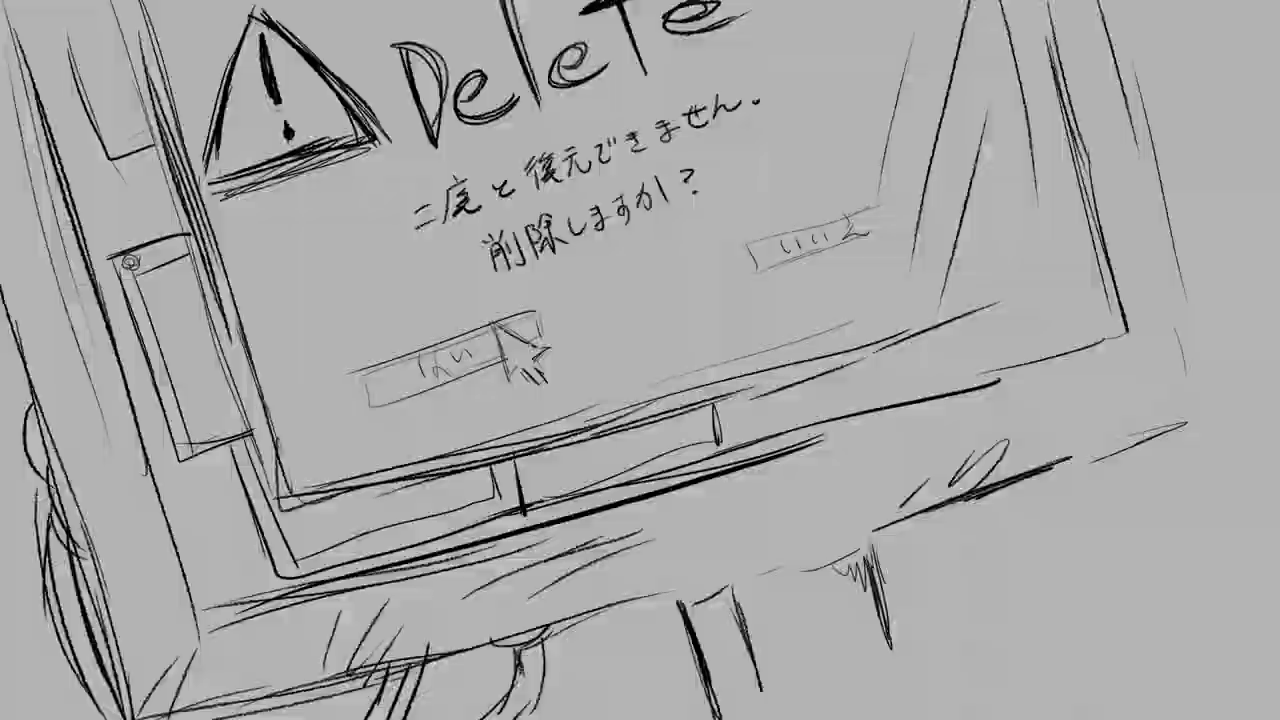 Delete
二度と復元できません.
削除しますか?
いいえ
はい